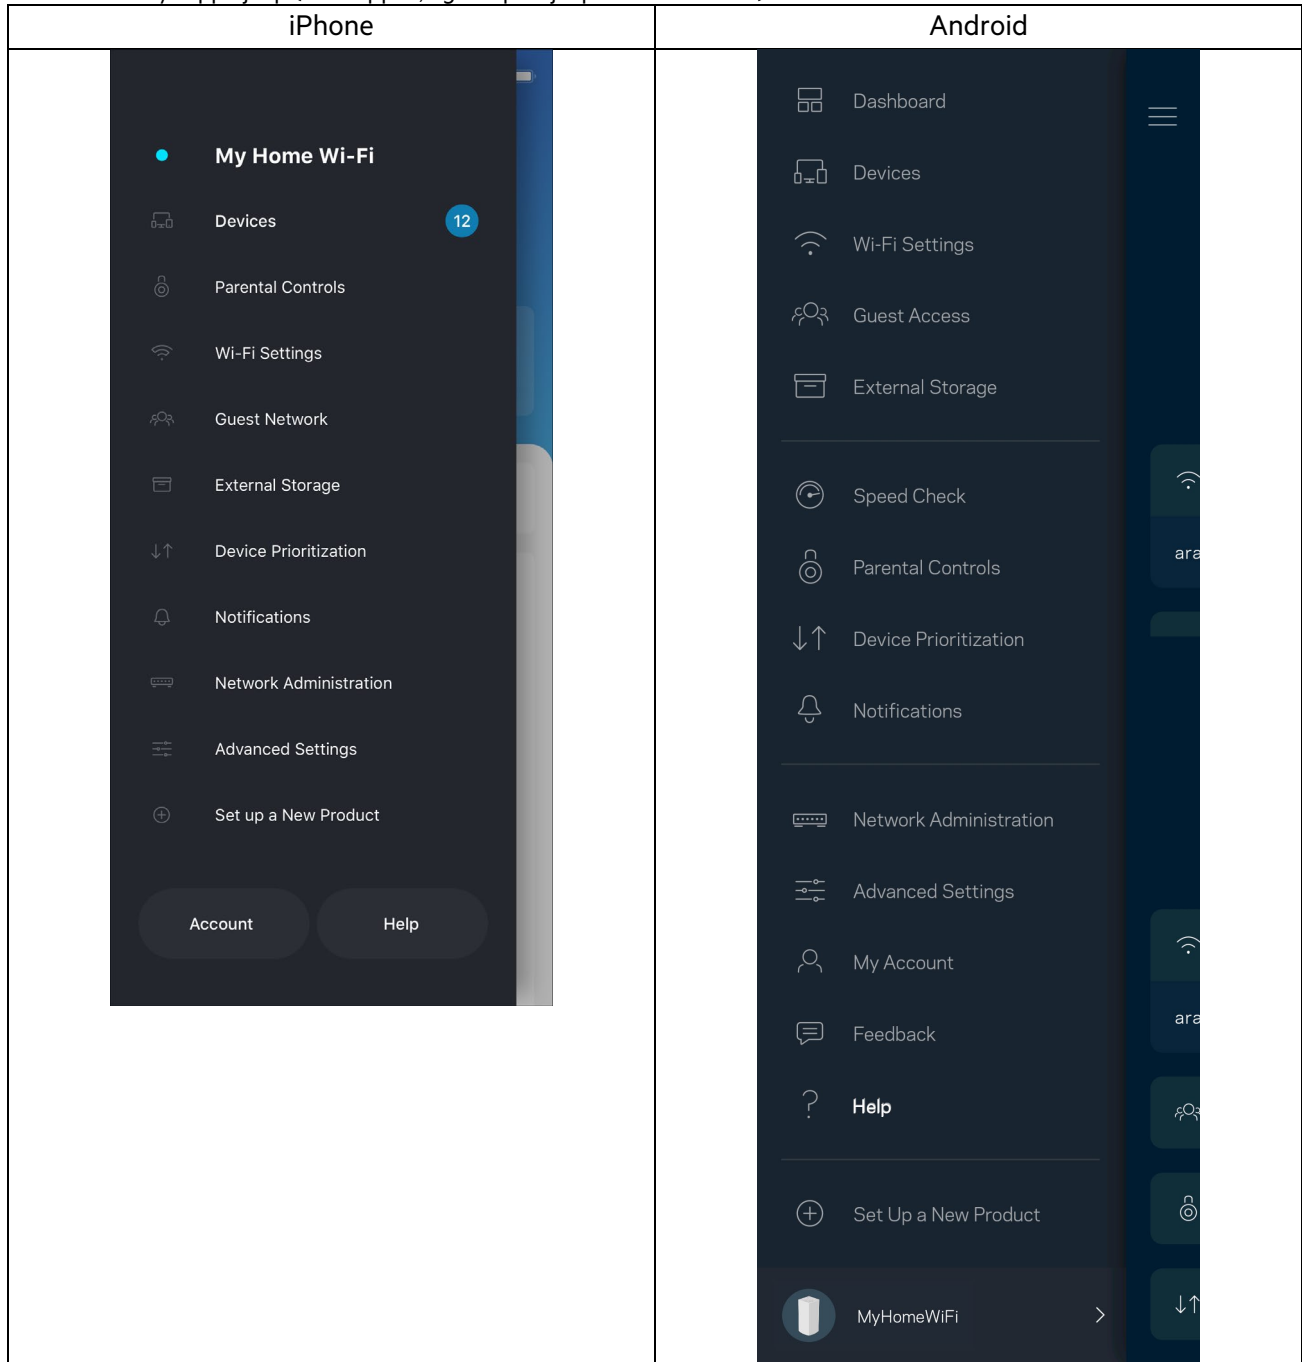 iPhone
Android
My Home Wi-Fi
Devices 12
Parental Controls
Wi-Fi Settings
Guest Network
External Storage
Device Prioritization
Notifications
Network Administration
Advanced Settings
Set up a New Product
Account Help
Dashboard
Devices
Wi-Fi Settings
Guest Access
External Storage
Speed Check
Parental Controls
Device Prioritization
Notifications
Network Administration
Advanced Settings
My Account
Feedback
Help
Set Up a New Product
MyHomeWiFi
ara
ara